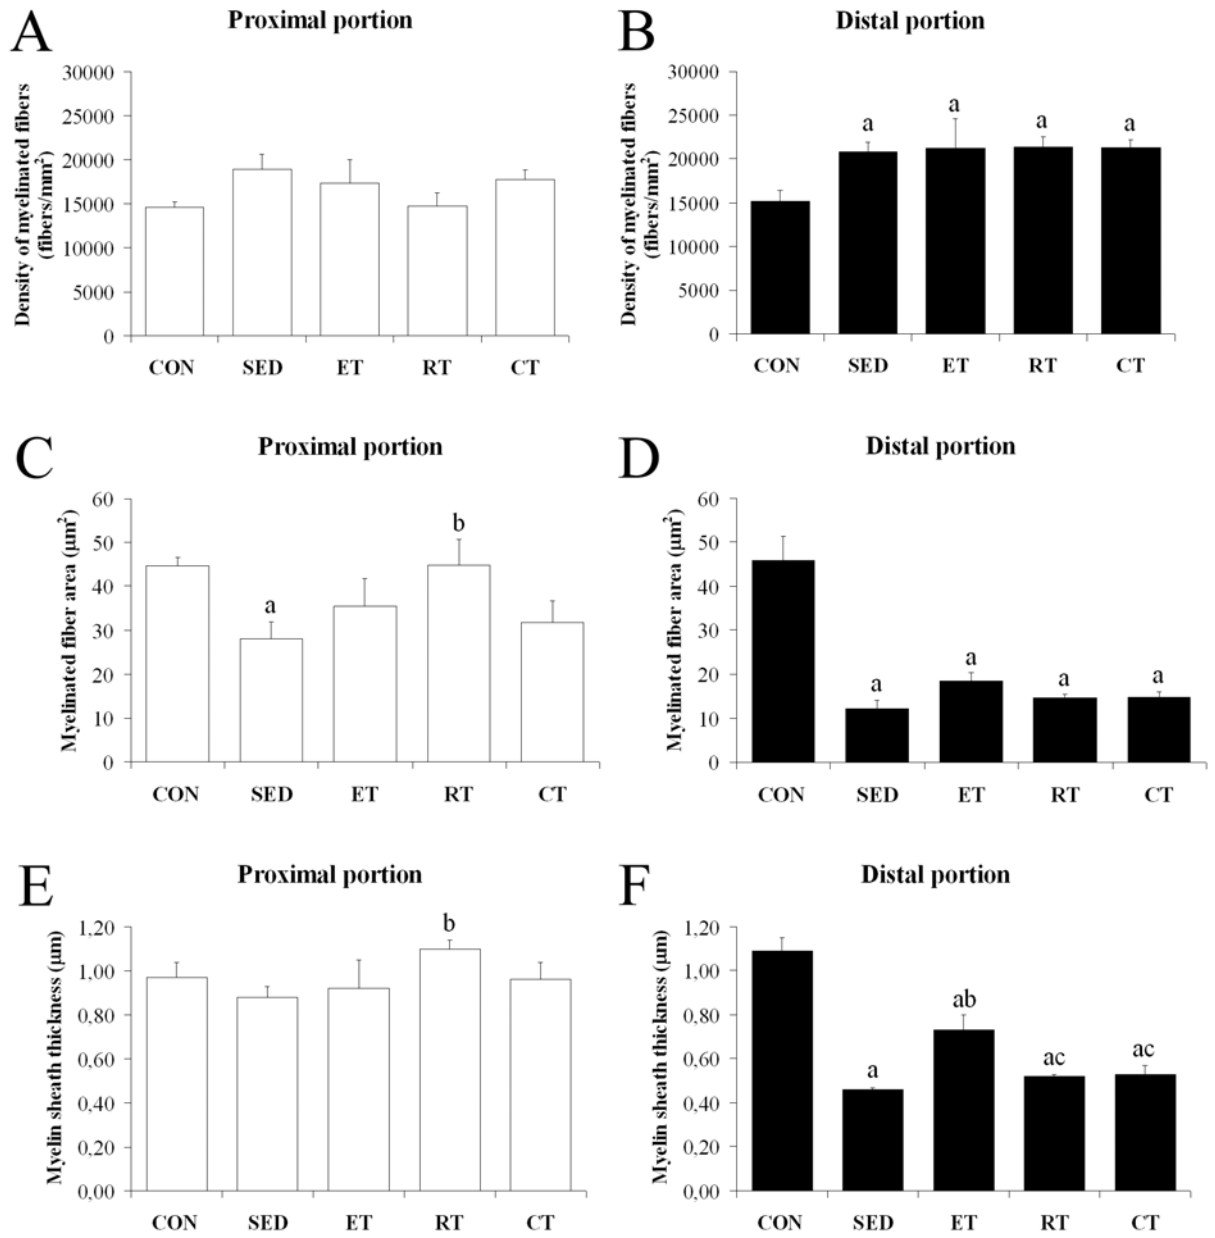 A
Proximal portion
Density of myelinated fibers
(fibers/mm²)
30000
25000
20000
15000
10000
5000
0
CON SED ET RT CT
B
Distal portion
Density of myelinated fibers
(fibers/mm²)
30000
25000
20000
15000
10000
5000
0
a a a a
CON SED ET RT CT
C
Proximal portion
Myelinated fiber area (µm²)
60
50
40
30
20
10
0
a b
CON SED ET RT CT
D
Distal portion
Myelinated fiber area (µm²)
60
50
40
30
20
10
0
a a a a
CON SED ET RT CT
E
Proximal portion
Myelin sheath thickness (µm)
1,20
1,00
0,80
0,60
0,40
0,20
0,00
b
CON SED ET RT CT
F
Distal portion
Myelin sheath thickness (µm)
1,20
1,00
0,80
0,60
0,40
0,20
0,00
a ab ac ac
CON SED ET RT CT